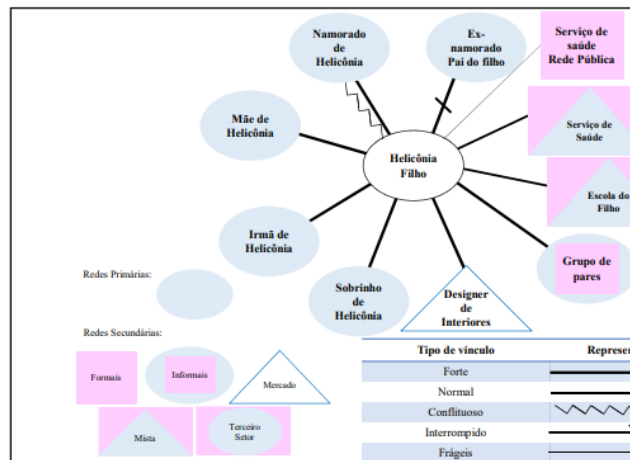 Namorado
de
Helicônia
Ex-
namorado
Pai do filho
Serviço de
saúde
Rede Pública
Mãe de
Helicônia
Helicônia
Filho
Serviço de
Saúde
Escola do
Filho
Irmã de
Helicônia
Grupo de
pares
Sobrinho
de
Helicônia
Designer
de
Interiores
Redes Primárias:
Redes Secundárias:
Formais
Informais
Mercado
Mista
Terceiro
Setor
Tipo de vínculo
Forte
Normal
Conflituoso
Interrompido
Frágeis